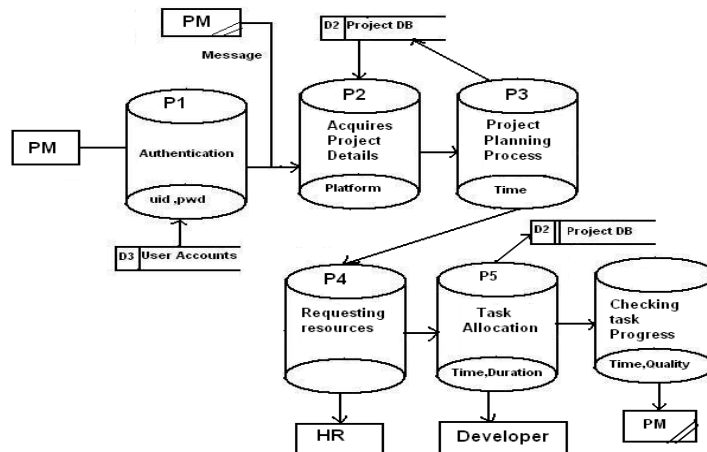 PM
D2 Project DB
Message
P1
P2
P3
PM
Authentication
Acquires
Project
Details
Project
Planning
Process
uid ,pwd
Platform
Time
D3 User Accounts
D2 Project DB
P4
P5
Requesting
resources
Task
Allocation
Checking
task
Progress
Time,Duration
Time,Quality
HR
Developer
PM